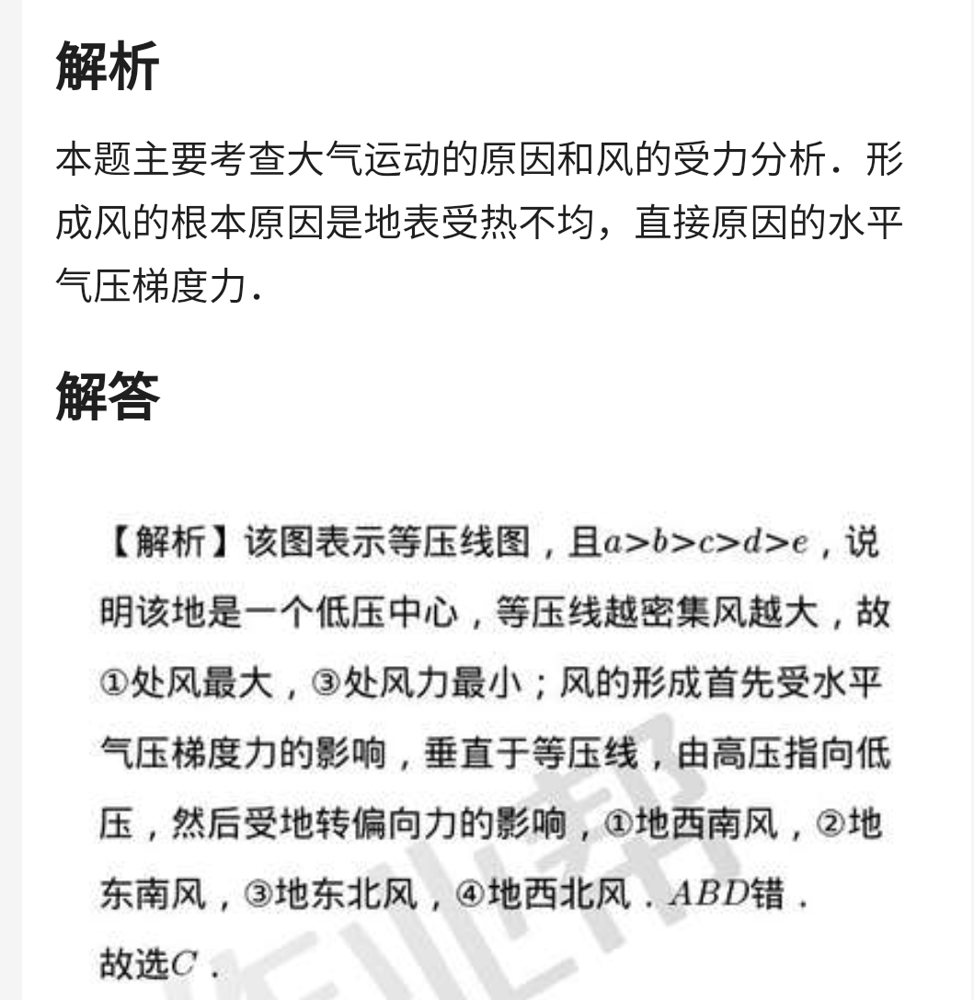 解析
本题主要考查大气运动的原因和风的受力分析．形
成风的根本原因是地表受热不均，直接原因的水平
气压梯度力．
解答
【解析】该图表示等压线图，且a>b>c>d>e，说
明该地是一个低压中心，等压线越密集风越大，故
①处风最大，③处风力最小；风的形成首先受水平
气压梯度力的影响，垂直于等压线，由高压指向低
压，然后受地转偏向力的影响，①地西南风，②地
东南风，③地东北风，④地西北风．ABD错．
故选C．
作业帮